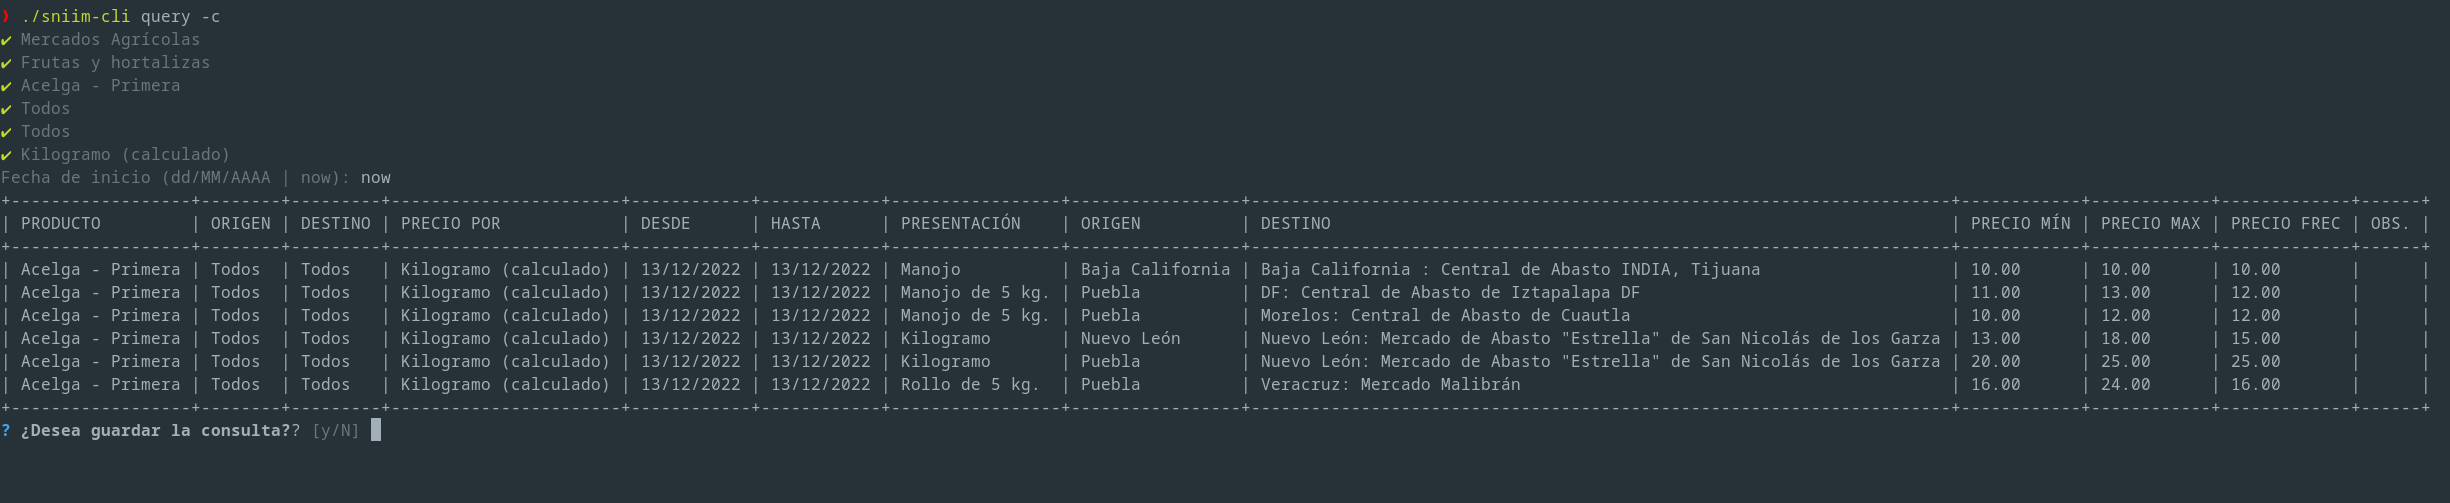 ❯ ./sniim-cli query -c
✔ Mercados Agrícolas
✔ Frutas y hortalizas
✔ Acelga - Primera
✔ Todos
✔ Todos
✔ Kilogramo (calculado)
Fecha de inicio (dd/MM/AAAA | now): now
+------------------+--------+---------+-----------------------+------------+------------+-----------------+-----------------+----------------------------------------------------------------------+------------+------------+-------------+------+
| PRODUCTO         | ORIGEN | DESTINO | PRECIO POR            | DESDE      | HASTA      | PRESENTACIÓN    | ORIGEN          | DESTINO                                                              | PRECIO MÍN | PRECIO MAX | PRECIO FREC | OBS. |
+------------------+--------+---------+-----------------------+------------+------------+-----------------+-----------------+----------------------------------------------------------------------+------------+------------+-------------+------+
| Acelga - Primera | Todos  | Todos   | Kilogramo (calculado) | 13/12/2022 | 13/12/2022 | Manojo          | Baja California | Baja California : Central de Abasto INDIA, Tijuana                   | 10.00      | 10.00      | 10.00       |      |
| Acelga - Primera | Todos  | Todos   | Kilogramo (calculado) | 13/12/2022 | 13/12/2022 | Manojo de 5 kg. | Puebla          | DF: Central de Abasto de Iztapalapa DF                               | 11.00      | 13.00      | 12.00       |      |
| Acelga - Primera | Todos  | Todos   | Kilogramo (calculado) | 13/12/2022 | 13/12/2022 | Manojo de 5 kg. | Puebla          | Morelos: Central de Abasto de Cuautla                                | 10.00      | 12.00      | 12.00       |      |
| Acelga - Primera | Todos  | Todos   | Kilogramo (calculado) | 13/12/2022 | 13/12/2022 | Kilogramo       | Nuevo León      | Nuevo León: Mercado de Abasto "Estrella" de San Nicolás de los Garza | 13.00      | 18.00      | 15.00       |      |
| Acelga - Primera | Todos  | Todos   | Kilogramo (calculado) | 13/12/2022 | 13/12/2022 | Kilogramo       | Puebla          | Nuevo León: Mercado de Abasto "Estrella" de San Nicolás de los Garza | 20.00      | 25.00      | 25.00       |      |
| Acelga - Primera | Todos  | Todos   | Kilogramo (calculado) | 13/12/2022 | 13/12/2022 | Rollo de 5 kg.  | Puebla          | Veracruz: Mercado Malibrán                                           | 16.00      | 24.00      | 16.00       |      |
+------------------+--------+---------+-----------------------+------------+------------+-----------------+-----------------+----------------------------------------------------------------------+------------+------------+-------------+------+
? ¿Desea guardar la consulta?? [y/N]